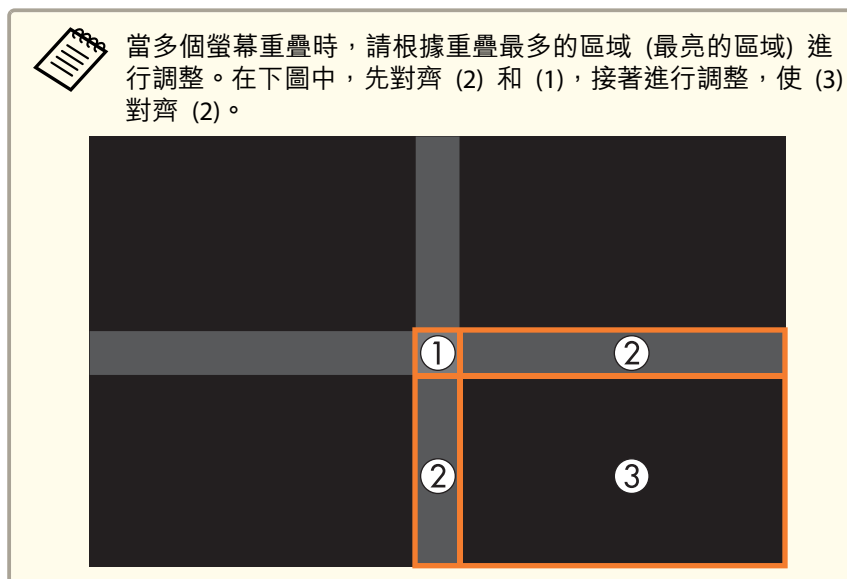 當多個螢幕重疊時，請根據重疊最多的區域 (最亮的區域) 進
行調整。在下圖中，先對齊 (2) 和 (1)，接著進行調整，使 (3)
對齊 (2)。
① ②
② ③